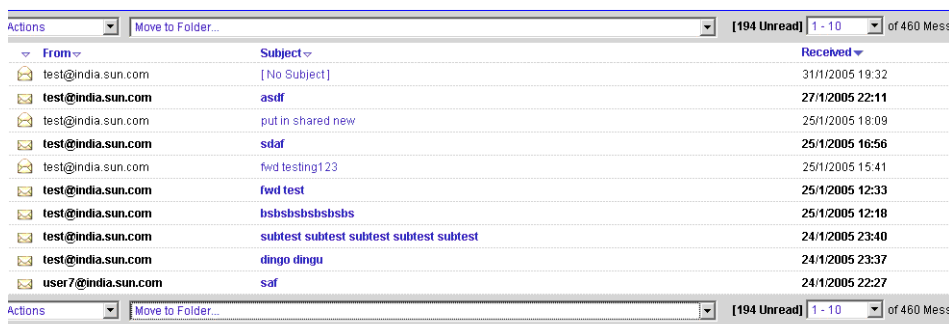 Actions Move to Folder... [194 Unread] 1 - 10 of 460 Mess
From Subject Received
test@india.sun.com [ No Subject ] 31/1/2005 19:32
test@india.sun.com asdf 27/1/2005 22:11
test@india.sun.com put in shared new 25/1/2005 18:09
test@india.sun.com sdaf 25/1/2005 16:56
test@india.sun.com fwd testing123 25/1/2005 15:41
test@india.sun.com fwd test 25/1/2005 12:33
test@india.sun.com bsbsbsbsbsbsbs 25/1/2005 12:18
test@india.sun.com subtest subtest subtest subtest subtest 24/1/2005 23:40
test@india.sun.com dingo dingu 24/1/2005 23:37
user7@india.sun.com saf 24/1/2005 22:27
Actions Move to Folder... [194 Unread] 1 - 10 of 460 Mess